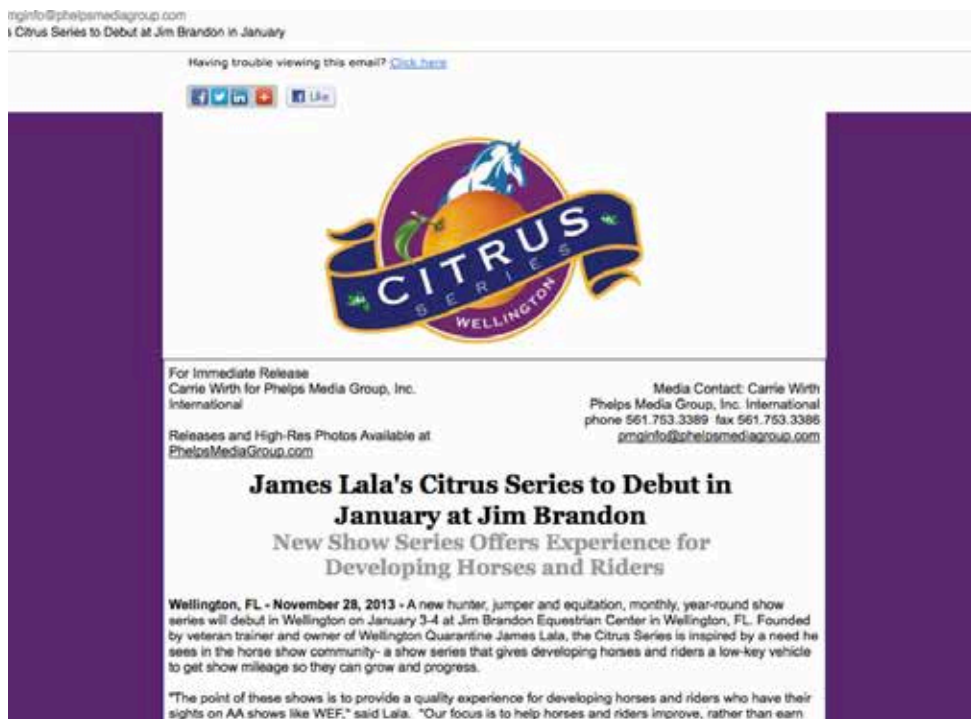 mginfo@phelpsmediagroup.com
s Citrus Series to Debut at Jim Brandon in January
Having trouble viewing this email? Click here
Like
CITRUS
SERIES
WELLINGTON
For Immediate Release
Carrie Wirth for Phelps Media Group, Inc.
International
Releases and High-Res Photos Available at
PhelpsMediaGroup.com
Media Contact: Carrie Wirth
Phelps Media Group, Inc. International
phone 561.753.3389 fax 561.753.3386
pmginfo@phelpsmediagroup.com
James Lala's Citrus Series to Debut in
January at Jim Brandon
New Show Series Offers Experience for
Developing Horses and Riders
Wellington, FL - November 28, 2013 - A new hunter, jumper and equitation, monthly, year-round show
series will debut in Wellington on January 3-4 at Jim Brandon Equestrian Center in Wellington, FL. Founded
by veteran trainer and owner of Wellington Quarantine James Lala, the Citrus Series is inspired by a need he
sees in the horse show community- a show series that gives developing horses and riders a low-key vehicle
to get show mileage so they can grow and progress.
"The point of these shows is to provide a quality experience for developing horses and riders who have their
sights on AA shows like WEF," said Lala. "Our focus is to help horses and riders improve, rather than earn